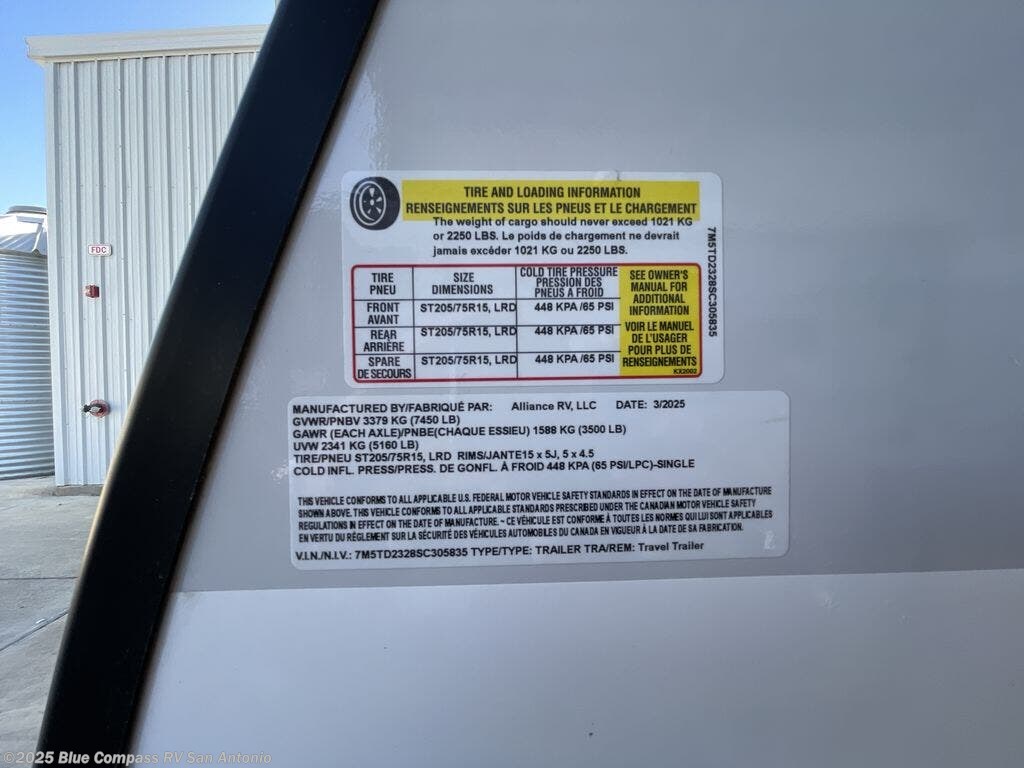 FDC
TIRE AND LOADING INFORMATION
RENSEIGNEMENTS SUR LES PNEUS ET LE CHARGEMENT
The weight of cargo should never exceed 1021 KG
or 2250 LBS. Le poids de chargement ne devrait
jamais excéder 1021 KG ou 2250 LBS.
TIRE
PNEU
SIZE
DIMENSIONS
COLD TIRE PRESSURE
PRESSION DES
PNEUS A FROID
FRONT
AVANT
ST205/75R15, LRD
448 KPA /65 PSI
REAR
ARRIÈRE
ST205/75R15, LRD
448 KPA /65 PSI
SPARE
DE SECOURS
ST205/75R15, LRD
448 KPA /65 PSI
SEE OWNER'S
MANUAL FOR
ADDITIONAL
INFORMATION
VOIR LE MANUEL
DE L'USAGER
POUR PLUS DE
RENSEIGNEMENTS
KX2002
7M5TD2328SC305835
MANUFACTURED BY/FABRIQUÉ PAR: Alliance RV, LLC DATE: 3/2025
GVWR/PNBV 3379 KG (7450 LB)
GAWR (EACH AXLE)/PNBE(CHAQUE ESSIEU) 1588 KG (3500 LB)
UVW 2341 KG (5160 LB)
TIRE/PNEU ST205/75R15, LRD RIMS/JANTE15 x 5J, 5 x 4.5
COLD INFL. PRESS/PRESS. DE GONFL. À FROID 448 KPA (65 PSI/LPC)-SINGLE
THIS VEHICLE CONFORMS TO ALL APPLICABLE U.S. FEDERAL MOTOR VEHICLE SAFETY STANDARDS IN EFFECT ON THE DATE OF MANUFACTURE
SHOWN ABOVE. THIS VEHICLE CONFORMS TO ALL APPLICABLE STANDARDS PRESCRIBED UNDER THE CANADIAN MOTOR VEHICLE SAFETY
REGULATIONS IN EFFECT ON THE DATE OF MANUFACTURE. ~ CE VÉHICULE EST CONFORME À TOUTES LES NORMES QUI LUI SONT APPLICABLES
EN VERTU DU RÈGLEMENT SUR LA SÉCURITÉ DES VÉHICULES AUTOMOBILES DU CANADA EN VIGUEUR À LA DATE DE SA FABRICATION.
V.I.N./N.I.V.: 7M5TD2328SC305835 TYPE/TYPE: TRAILER TRA/REM: Travel Trailer
©2025 Blue Compass RV San Antonio